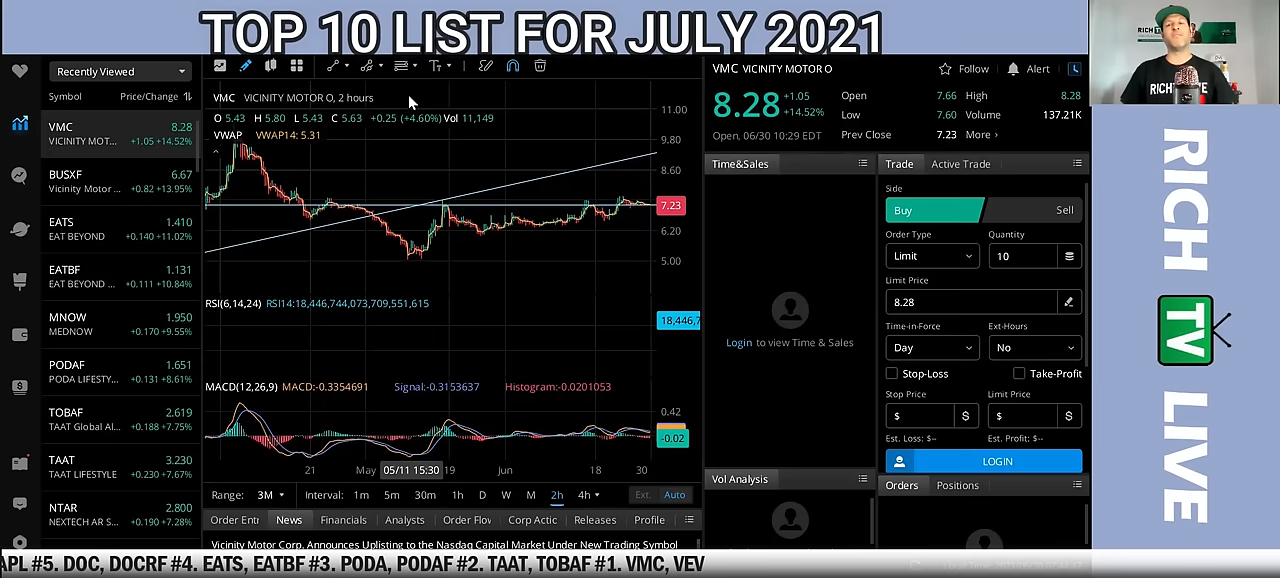 TOP 10 LIST FOR JULY 2021
Recently Viewed
Symbol Price/Change
VMC 8.28
VICINITY MOT... +1.05 +14.52%
BUSXF 6.67
Vicinity Motor ... +0.82 +13.95%
EATS 1.410
EAT BEYOND +0.140 +11.02%
EATBF 1.131
EAT BEYOND ... +0.111 +10.84%
MNOW 1.950
MEDNOW +0.170 +9.55%
PODAF 1.651
PODA LIFESTY... +0.131 +8.61%
TOBAF 2.619
TAAT Global Al... +0.188 +7.75%
TAAT 3.230
TAAT LIFESTYLE +0.230 +7.67%
NTAR 2.800
NEXTECH AR S... +0.190 +7.28%
VMC VICINITY MOTOR O, 2 hours
O 5.43 H 5.80 L 5.43 C 5.63 +0.25 (+4.60%) Vol 11,149
VWAP VWAP14: 5.31
11.00
9.80
8.60
7.23
6.20
5.00
RSI(6,14,24) RSI14:18,446,744,073,709,551,615
18,446,7
MACD(12,26,9) MACD:-0.3354691 Signal:-0.3153637 Histogram:-0.0201053
0.42
-0.02
21 May 05/11 15:30 19 Jun 18 30
Range: 3M Interval: 1m 5m 30m 1h D W M 2h 4h Ext. Auto
Order Entr News Financials Analysts Order Flov Corp Actic Releases Profile
Vicinity Motor Corp. Announces Uplisting to the Nasdaq Capital Market Under New Trading Symbol
VMC VICINITY MOTOR O Follow Alert
8.28 +1.05 +14.52%
Open 7.66 High 8.28
Low 7.60 Volume 137.21K
Open, 06/30 10:29 EDT Prev Close 7.23 More
Time&Sales
Login to view Time & Sales
Vol Analysis
Trade Active Trade
Side
Buy Sell
Order Type Quantity
Limit 10
Limit Price
8.28
Time-in-Force Ext-Hours
Day No
Stop-Loss Take-Profit
Stop Price Limit Price
$ $ $ $
Est. Loss: $-- Est. Profit: $--
LOGIN
Orders Positions
RICH
TV
LIVE
APL #5. DOC, DOCRF #4. EATS, EATBF #3. PODA, PODAF #2. TAAT, TOBAF #1. VMC, VEV